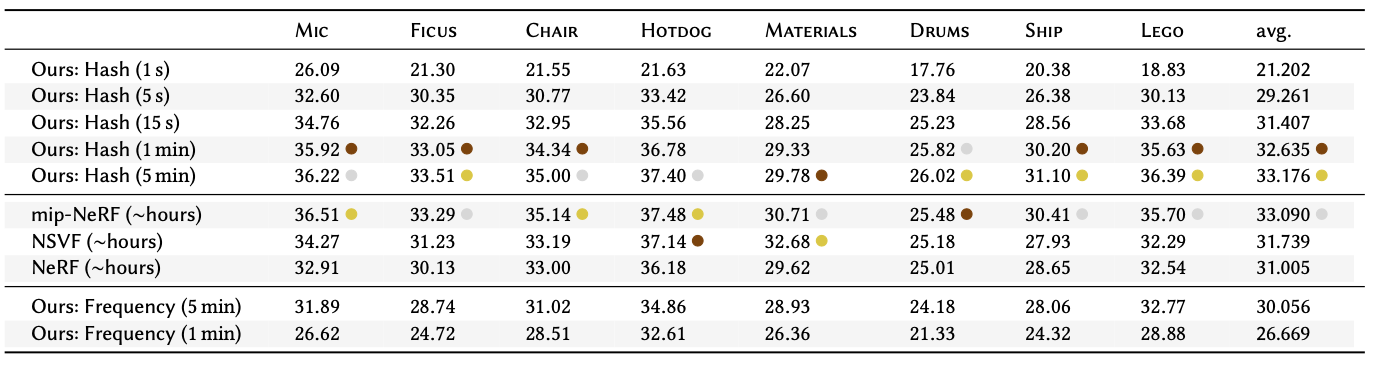 Mic Ficus Chair Hotdog Materials Drums Ship Lego avg.
Ours: Hash (1 s) 26.09 21.30 21.55 21.63 22.07 17.76 20.38 18.83 21.202
Ours: Hash (5 s) 32.60 30.35 30.77 33.42 26.60 23.84 26.38 30.13 29.261
Ours: Hash (15 s) 34.76 32.26 32.95 35.56 28.25 25.23 28.56 33.68 31.407
Ours: Hash (1 min) 35.92 33.05 34.34 36.78 29.33 25.82 30.20 35.63 32.635
Ours: Hash (5 min) 36.22 33.51 35.00 37.40 29.78 26.02 31.10 36.39 33.176
mip-NeRF (~hours) 36.51 33.29 35.14 37.48 30.71 25.48 30.41 35.70 33.090
NSVF (~hours) 34.27 31.23 33.19 37.14 32.68 25.18 27.93 32.29 31.739
NeRF (~hours) 32.91 30.13 33.00 36.18 29.62 25.01 28.65 32.54 31.005
Ours: Frequency (5 min) 31.89 28.74 31.02 34.86 28.93 24.18 28.06 32.77 30.056
Ours: Frequency (1 min) 26.62 24.72 28.51 32.61 26.36 21.33 24.32 28.88 26.669